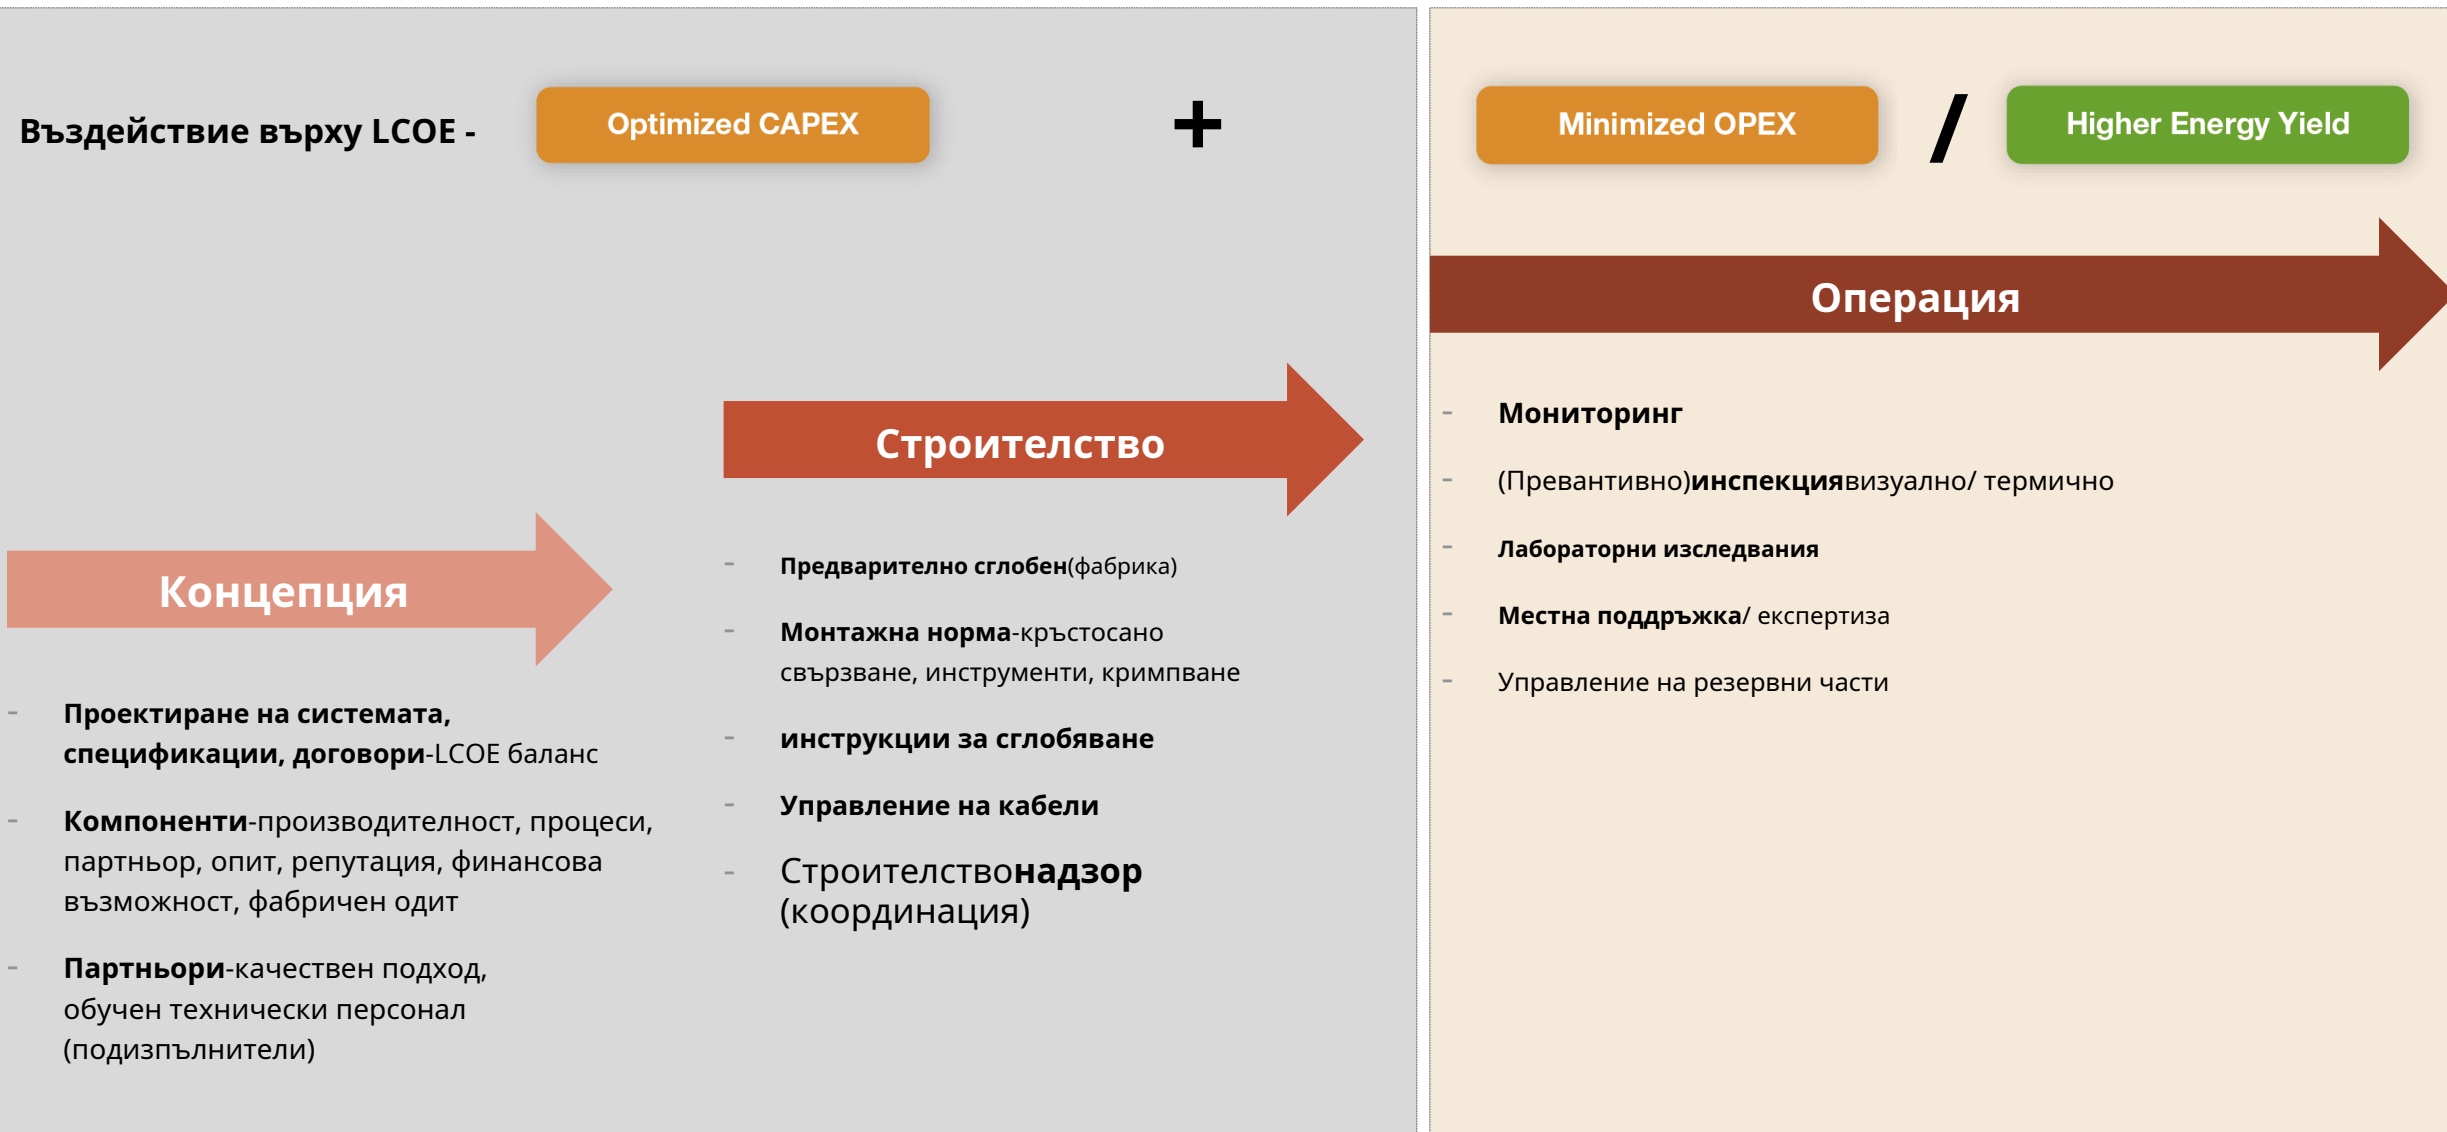 Въздействие върху LCOE -
Optimized CAPEX
+
Minimized OPEX
/
Higher Energy Yield
Концепция
- Проектиране на системата,
спецификации, договори-LCOE баланс
- Компоненти-производителност, процеси,
партньор, опит, репутация, финансова
възможност, фабричен одит
- Партньори-качествен подход,
обучен технически персонал
(подизпълнители)
Строителство
- Предварително сглобен(фабрика)
- Монтажна норма-кръстосано
свързване, инструменти, кримпване
- инструкции за сглобяване
- Управление на кабели
- Строителствонадзор
(координация)
Операция
- Мониторинг
- (Превантивно)инспекциявизуално/ термично
- Лабораторни изследвания
- Местна поддръжка/ експертиза
- Управление на резервни части